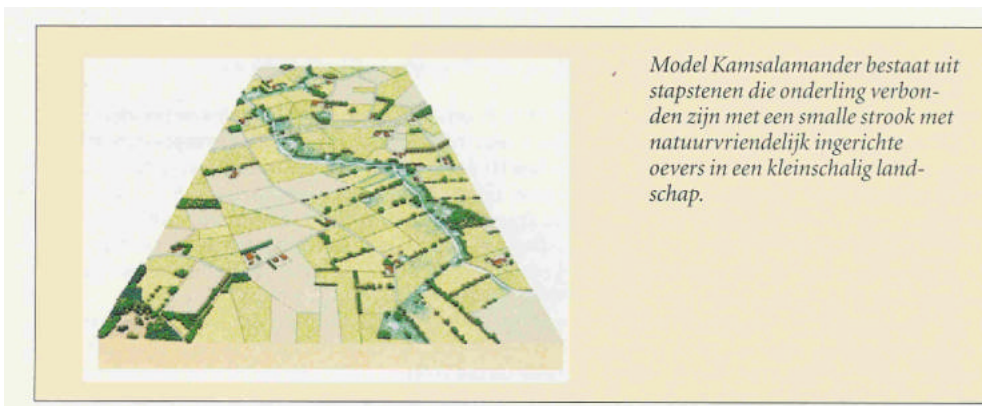 Model Kamsalamander bestaat uit
stapstenen die onderling verbon-
den zijn met een smalle strook met
natuurvriendelijk ingerichte
oevers in een kleinschalig land-
schap.